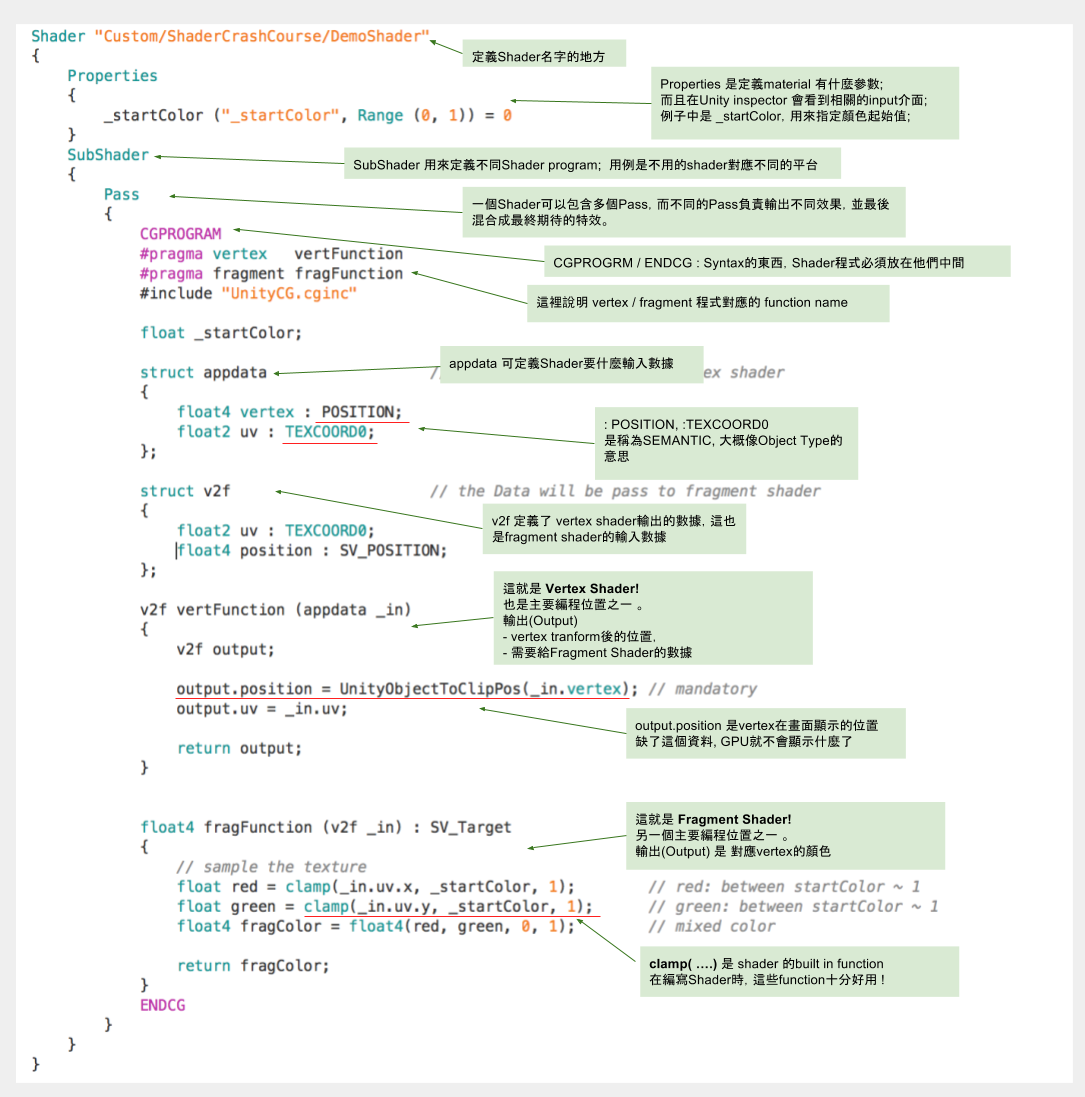 Shader "Custom/ShaderCrashCourse/DemoShader"
定義Shader名字的地方
{
Properties
Properties 是定義material 有什麼參數;
而且在Unity inspector 會看到相關的input介面;
例子中是 _startColor, 用來指定顏色起始值;
{
_startColor ("_startColor", Range (0, 1)) = 0
}
SubShader
SubShader 用來定義不同Shader program; 用例是不用的shader對應不同的平台
{
Pass
一個Shader可以包含多個Pass, 而不同的Pass負責輸出不同效果, 並最後
混合成最終期待的特效。
{
CGPROGRAM
CGPROGRM / ENDCG : Syntax的東西, Shader程式必須放在他們中間
#pragma vertex vertFunction
#pragma fragment fragFunction
#include "UnityCG.cginc"
這裡說明 vertex / fragment 程式對應的 function name
float _startColor;
appdata 可定義Shader要什麼輸入數據
struct appdata // ex shader
{
float4 vertex : POSITION;
float2 uv : TEXCOORD0;
};
: POSITION, :TEXCOORD0
是稱為SEMANTIC, 大概像Object Type的
意思
struct v2f // the Data will be pass to fragment shader
{
float2 uv : TEXCOORD0;
float4 position : SV_POSITION;
};
v2f 定義了 vertex shader輸出的數據, 這也
是fragment shader的輸入數據
這就是 Vertex Shader!
也是主要編程位置之一 。
輸出(Output)
- vertex tranform後的位置,
- 需要給Fragment Shader的數據
v2f vertFunction (appdata _in)
{
v2f output;
output.position = UnityObjectToClipPos(_in.vertex); // mandatory
output.uv = _in.uv;
output.position 是vertex在畫面顯示的位置
缺了這個資料, GPU就不會顯示什麼了
return output;
}
這就是 Fragment Shader!
另一個主要編程位置之一 。
輸出(Output) 是 對應vertex的顏色
float4 fragFunction (v2f _in) : SV_Target
{
// sample the texture
float red = clamp(_in.uv.x, _startColor, 1); // red: between startColor ~ 1
float green = clamp(_in.uv.y, _startColor, 1); // green: between startColor ~ 1
float4 fragColor = float4(red, green, 0, 1); // mixed color
clamp( ....) 是 shader 的built in function
在編寫Shader時, 這些function十分好用 !
return fragColor;
}
ENDCG
}
}
}